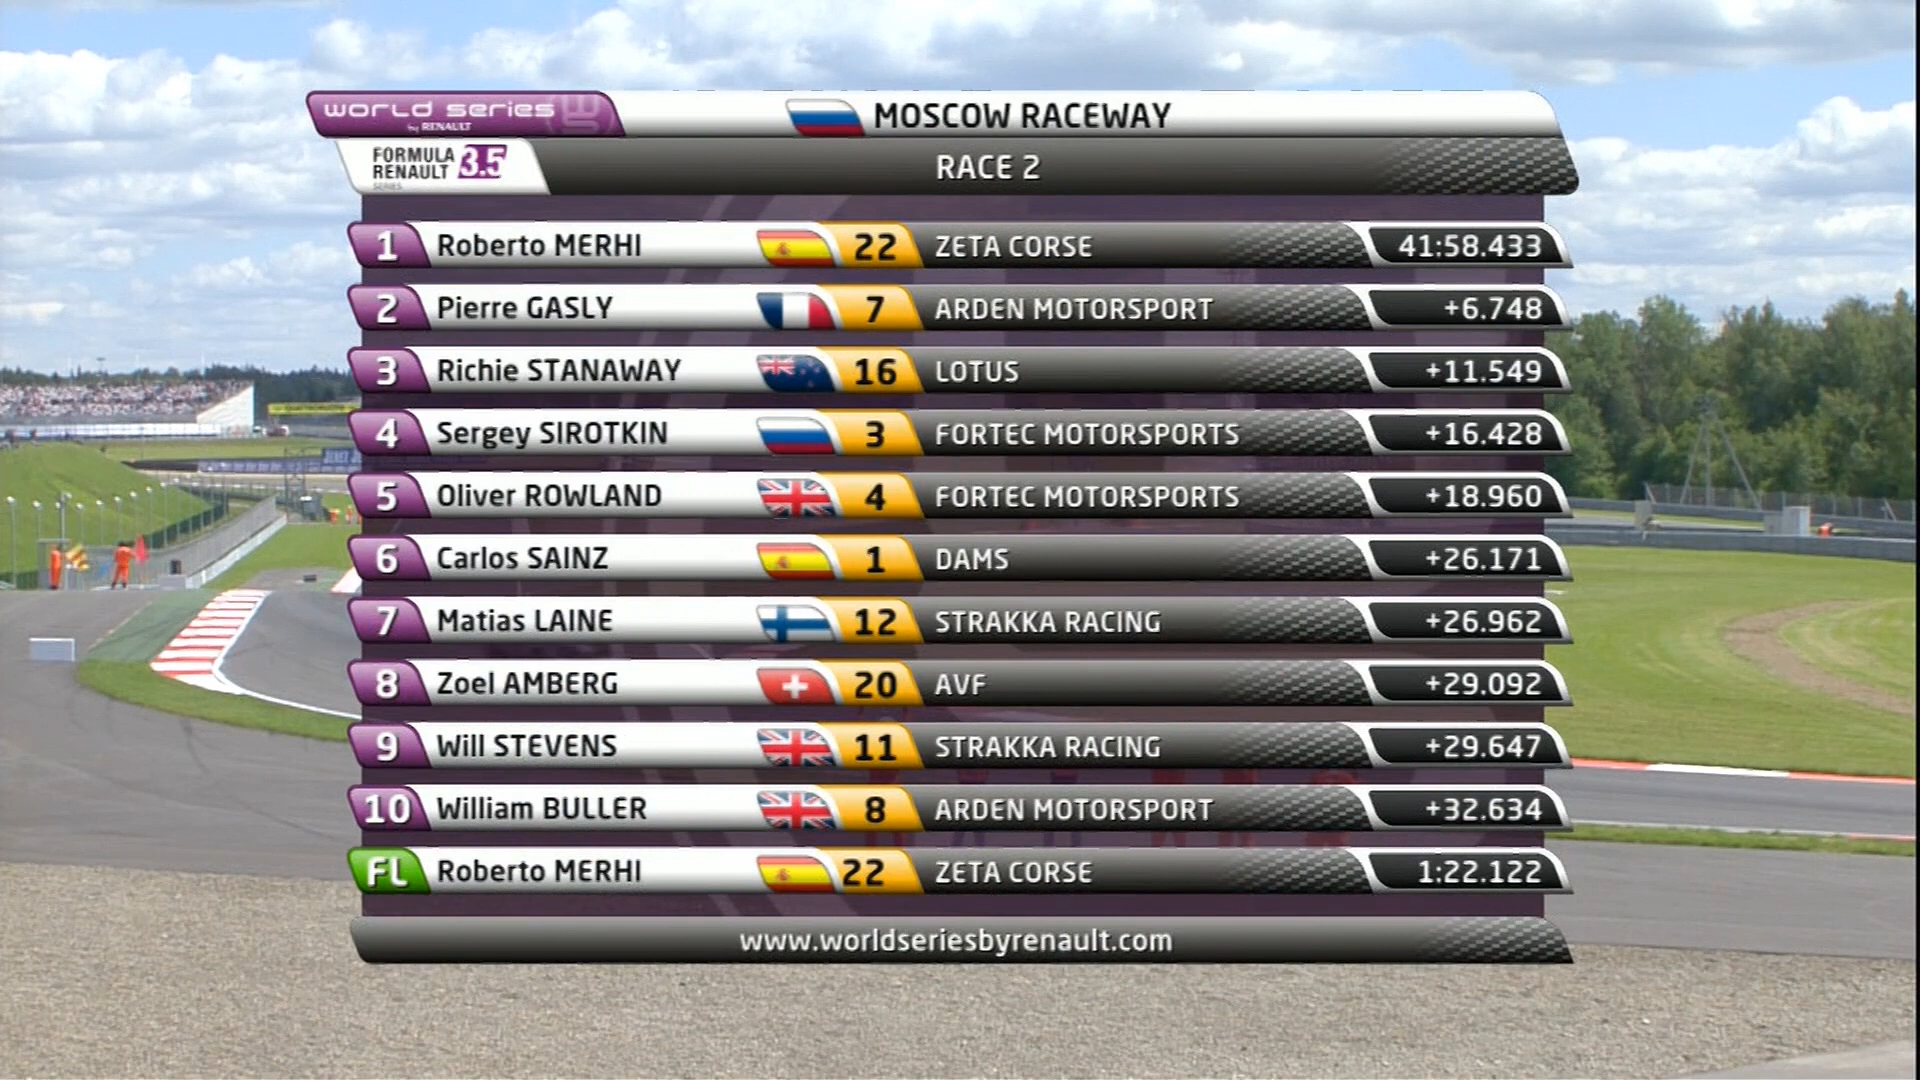 world series
by RENAULT
MOSCOW RACEWAY
FORMULA
RENAULT 3.5
SERIES
RACE 2
1 Roberto MERHI 22 ZETA CORSE 41:58.433
2 Pierre GASLY 7 ARDEN MOTORSPORT +6.748
3 Richie STANAWAY 16 LOTUS +11.549
4 Sergey SIROTKIN 3 FORTEC MOTORSPORTS +16.428
5 Oliver ROWLAND 4 FORTEC MOTORSPORTS +18.960
6 Carlos SAINZ 1 DAMS +26.171
7 Matias LAINE 12 STRAKKA RACING +26.962
8 Zoel AMBERG 20 AVF +29.092
9 Will STEVENS 11 STRAKKA RACING +29.647
10 William BULLER 8 ARDEN MOTORSPORT +32.634
FL Roberto MERHI 22 ZETA CORSE 1:22.122
www.worldseriesbyrenault.com